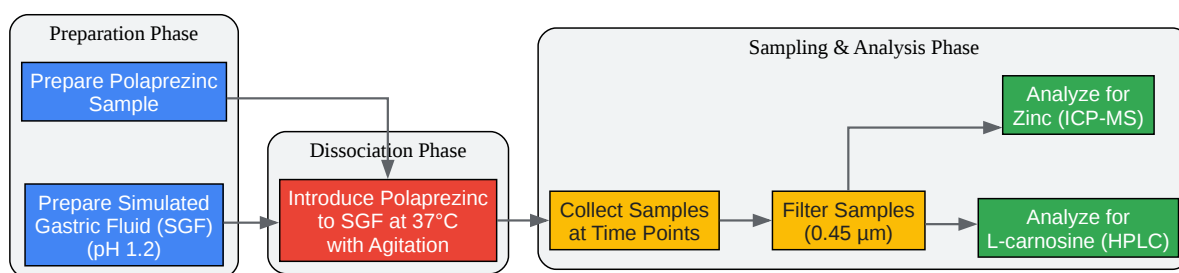 Preparation Phase
Prepare Polaprezinc
Sample
Prepare Simulated
Gastric Fluid (SGF)
(pH 1.2)
Dissociation Phase
Introduce Polaprezinc
to SGF at 37°C
with Agitation
Sampling & Analysis Phase
Collect Samples
at Time Points
Filter Samples
(0.45 µm)
Analyze for
Zinc (ICP-MS)
Analyze for
L-carnosine (HPLC)